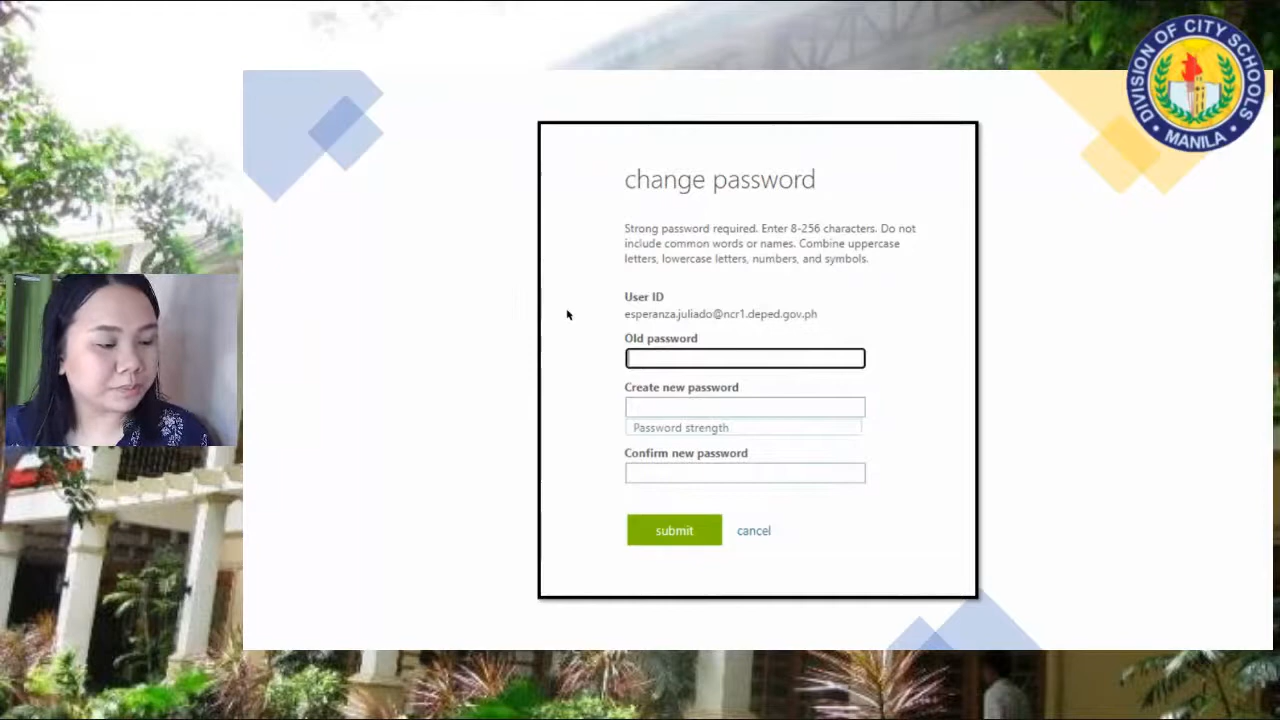 DIVISION OF CITY SCHOOLS
• MANILA •
change password
Strong password required. Enter 8-256 characters. Do not
include common words or names. Combine uppercase
letters, lowercase letters, numbers, and symbols.
User ID
esperanza.juliado@ncr1.deped.gov.ph
Old password
Create new password
Password strength
Confirm new password
submit
cancel